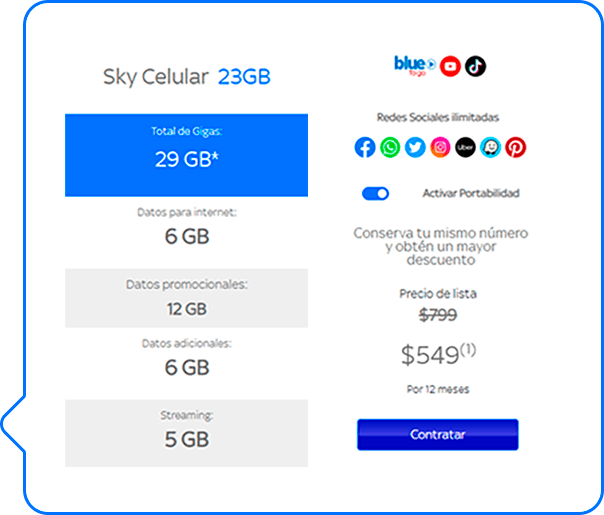 Sky Celular 23GB
Total de Gigas:
29 GB*
Datos para internet:
6 GB
Datos promocionales:
12 GB
Datos adicionales:
6 GB
Streaming:
5 GB
blue
to go
Redes Sociales ilimitadas
Uber
Activar Portabilidad
Conserva tu mismo número
y obtén un mayor
descuento
Precio de lista
$799
$549(1)
Por 12 meses
Contratar